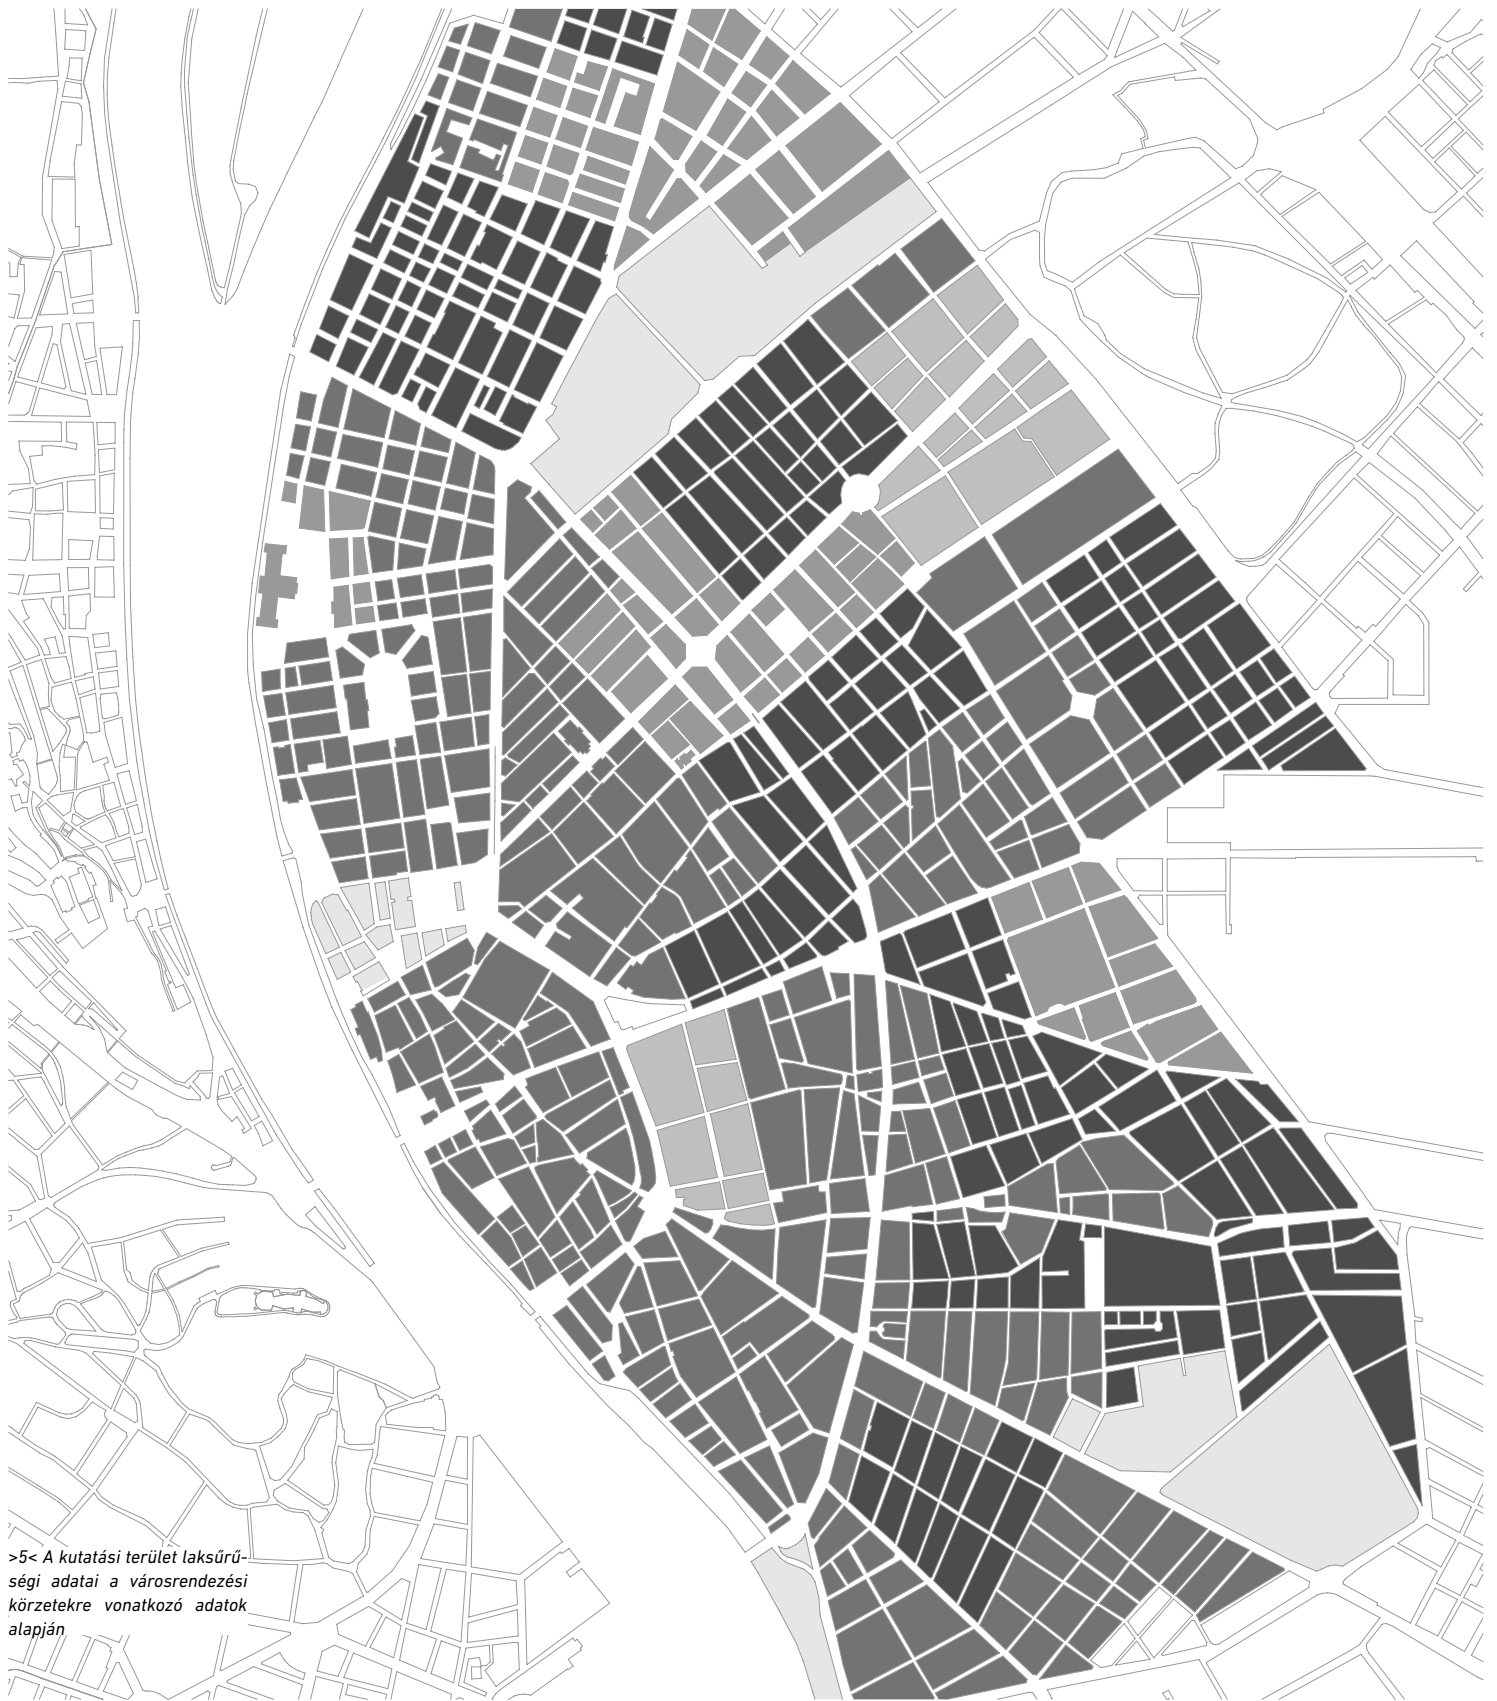 >5< A kutatási terület laksűrű-
ségi adatai a városrendezési
körzetekre vonatkozó adatok
alapján